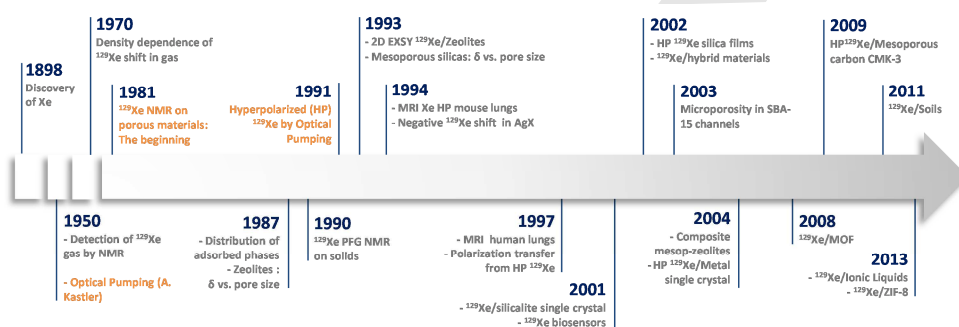 1898
Discovery
of Xe
1970
Density dependence of
¹²⁹Xe shift in gas
1981
¹²⁹Xe NMR on
porous materials:
The beginning
1991
Hyperpolarized (HP)
¹²⁹Xe by Optical
Pumping
1993
- 2D EXSY ¹²⁹Xe/Zeolites
- Mesoporous silicas: δ vs. pore size
1994
- MRI Xe HP mouse lungs
- Negative ¹²⁹Xe shift in AgX
2002
- HP ¹²⁹Xe silica films
- ¹²⁹Xe/hybrid materials
2003
Microporosity in SBA-
15 channels
2009
HP¹²⁹Xe/Mesoporous
carbon CMK-3
2011
¹²⁹Xe/Soils
1950
- Detection of ¹²⁹Xe
gas by NMR
- Optical Pumping (A.
Kastler)
1987
- Distribution of
adsorbed phases
- Zeolites :
δ vs. pore size
1990
¹²⁹Xe PFG NMR
on solids
1997
- MRI human lungs
- Polarization transfer
from HP ¹²⁹Xe
2001
- ¹²⁹Xe/silicalite single crystal
- ¹²⁹Xe biosensors
2004
- Composite
mesop-zeolites
- HP ¹²⁹Xe/Metal
single crystal
2008
¹²⁹Xe/MOF
2013
- ¹²⁹Xe/Ionic Liquids
- ¹²⁹Xe/ZIF-8